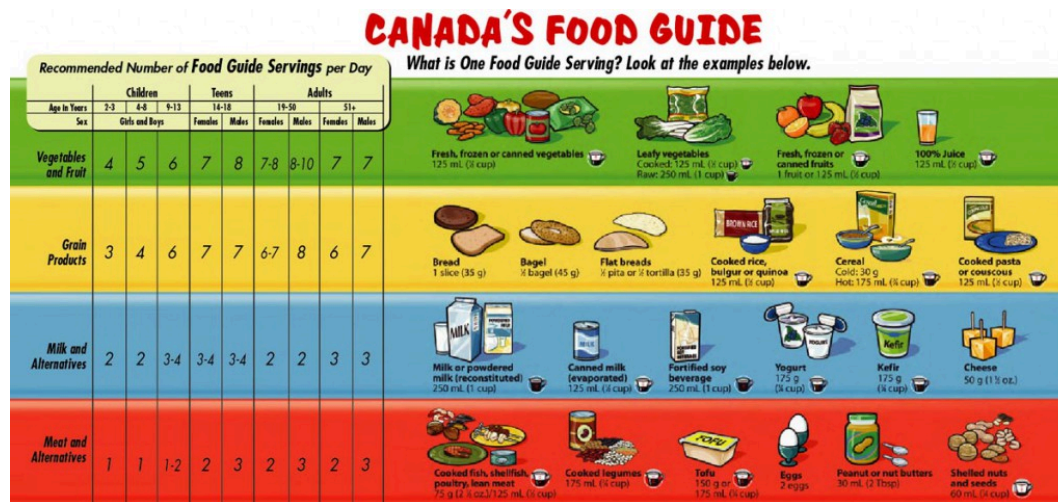 CANADA'S FOOD GUIDE
Recommended Number of Food Guide Servings per Day
What is One Food Guide Serving? Look at the examples below.
Children Teens Adults
Age in Years 2-3 4-8 9-13 14-18 19-50 51+
Sex Girls and Boys Females Males Females Males Females Males
Vegetables
and Fruit
4 5 6 7 8 7-8 8-10 7 7
Fresh, frozen or canned vegetables
125 mL (½ cup)
Leafy vegetables
Cooked: 125 mL (½ cup)
Raw: 250 mL (1 cup)
Fresh, frozen or
canned fruits
1 fruit or 125 mL (½ cup)
100% Juice
125 mL (½ cup)
Grain
Products
3 4 6 7 7 6-7 8 6 7
Bread
1 slice (35 g)
Bagel
½ bagel (45 g)
Flat breads
½ pita or ½ tortilla (35 g)
BROWN RICE
Cooked rice,
bulgur or quinoa
125 mL (½ cup)
Cereal
Cold: 30 g
Hot: 175 mL (¾ cup)
Cooked pasta
or couscous
125 mL (½ cup)
Milk and
Alternatives
2 2 3-4 3-4 3-4 2 2 3 3
MILK
Milk or powdered
milk (reconstituted)
250 mL (1 cup)
Canned milk
(evaporated)
125 mL (½ cup)
Fortified soy
beverage
250 mL (1 cup)
Yogurt
175 g
(¾ cup)
Kefir
Kefir
175 g
(¾ cup)
Cheese
50 g (1 ½ oz.)
Meat and
Alternatives
1 1 1-2 2 3 2 3 2 3
Cooked fish, shellfish,
poultry, lean meat
75 g (2 ½ oz.)/125 mL (½ cup)
Cooked legumes
175 mL (¾ cup)
TOFU
Tofu
150 g or
175 mL (¾ cup)
Eggs
2 eggs
Peanut or nut butters
30 mL (2 Tbsp)
Shelled nuts
and seeds
60 mL (¼ cup)